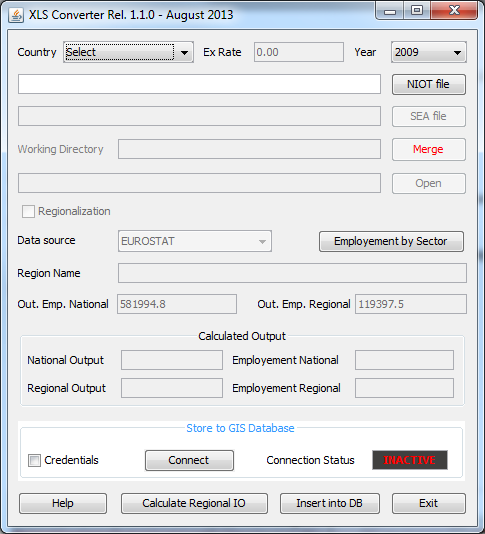 XLS Converter Rel. 1.1.0 - August 2013
Country Select Ex Rate 0.00 Year 2009
NIOT file
SEA file
Working Directory Merge
Open
Regionalization
Data source EUROSTAT Employement by Sector
Region Name
Out. Emp. National 581994.8 Out. Emp. Regional 119397.5
Calculated Output
National Output Employement National
Regional Output Employement Regional
Store to GIS Database
Credentials Connect Connection Status INACTIVE
Help Calculate Regional IO Insert into DB Exit